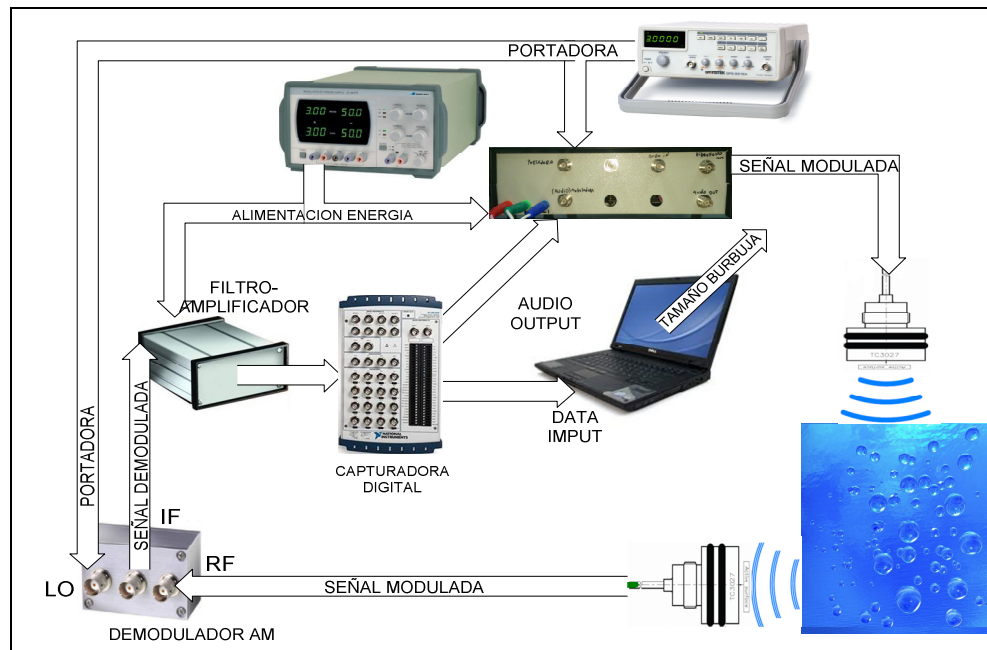 PORTADORA
30000
3.00 50.0
3.00 50.0
SEÑAL MODULADA
ALIMENTACION ENERGIA
FILTRO-
AMPLIFICADOR
AUDIO
OUTPUT
TAMAÑO BURBUJA
TC3027
DATA
IMPUT
NATIONAL
INSTRUMENTS
CAPTURADORA
DIGITAL
PORTADORA
SEÑAL DEMODULADA
IF
RF
LO
SEÑAL MODULADA
TC3027
DEMODULADOR AM